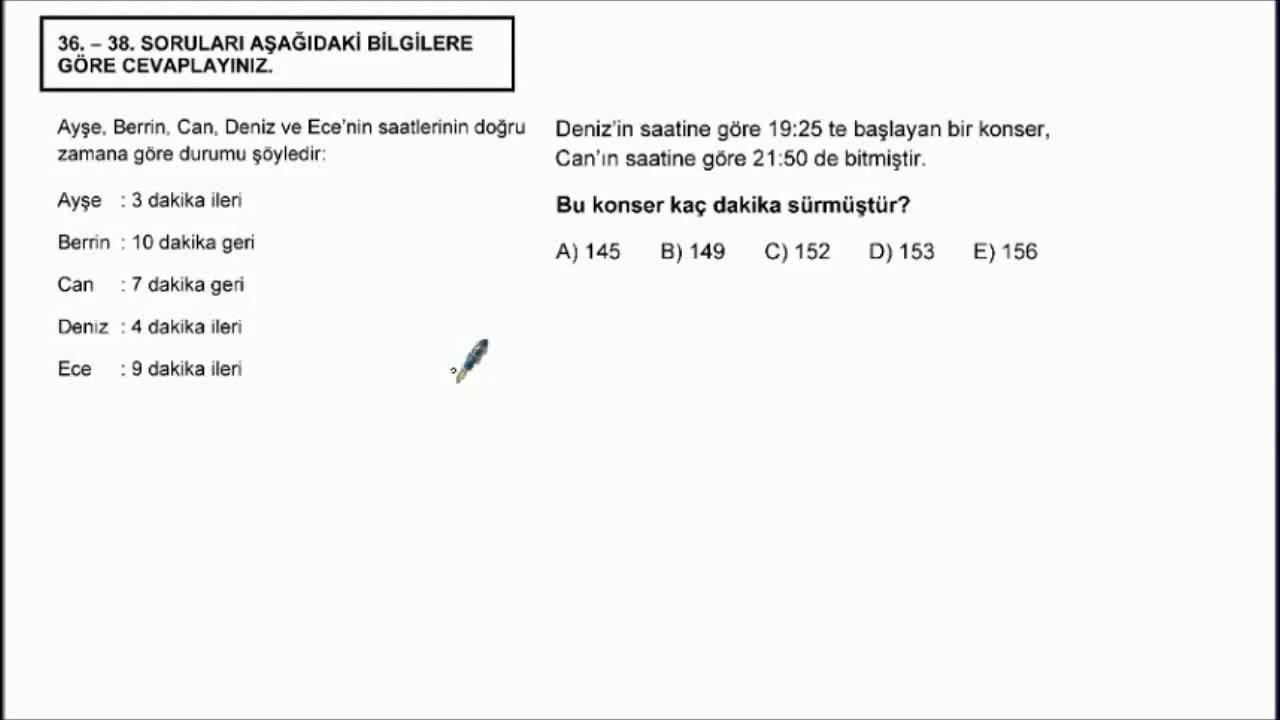 36. – 38. SORULARI AŞAĞIDAKİ BİLGİLERE
GÖRE CEVAPLAYINIZ.
Ayşe, Berrin, Can, Deniz ve Ece'nin saatlerinin doğru
zamana göre durumu şöyledir:
Ayşe : 3 dakika ileri
Berrin : 10 dakika geri
Can : 7 dakika geri
Deniz : 4 dakika ileri
Ece : 9 dakika ileri
Deniz'in saatine göre 19:25 te başlayan bir konser,
Can'ın saatine göre 21:50 de bitmiştir.
Bu konser kaç dakika sürmüştür?
A) 145 B) 149 C) 152 D) 153 E) 156